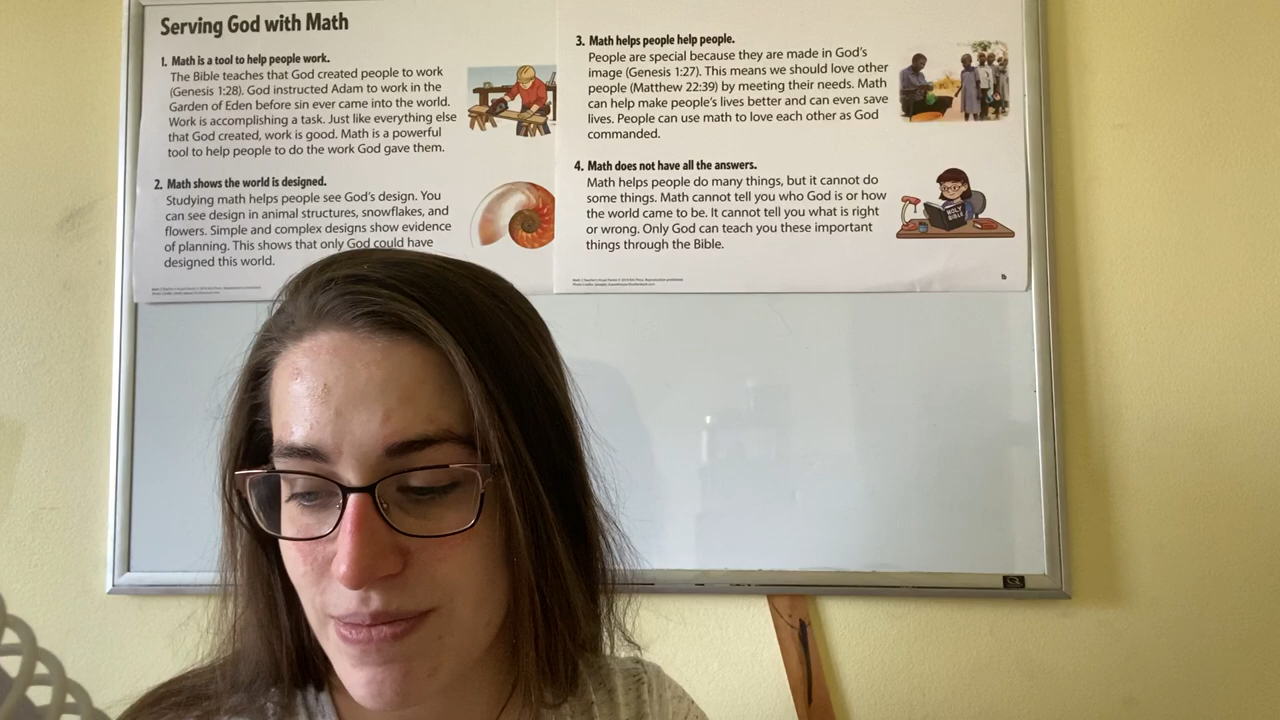 Serving God with Math
1. Math is a tool to help people work.
The Bible teaches that God created people to work
(Genesis 1:28). God instructed Adam to work in the
Garden of Eden before sin ever came into the world.
Work is accomplishing a task. Just like everything else
that God created, work is good. Math is a powerful
tool to help people to do the work God gave them.
2. Math shows the world is designed.
Studying math helps people see God's design. You
can see design in animal structures, snowflakes, and
flowers. Simple and complex designs show evidence
of planning. This shows that only God could have
designed this world.
3. Math helps people help people.
People are special because they are made in God's
image (Genesis 1:27). This means we should love other
people (Matthew 22:39) by meeting their needs. Math
can help make people's lives better and can even save
lives. People can use math to love each other as God
commanded.
4. Math does not have all the answers.
Math helps people do many things, but it cannot do
some things. Math cannot tell you who God is or how
the world came to be. It cannot tell you what is right
or wrong. Only God can teach you these important
things through the Bible.
HOLY
BIBLE